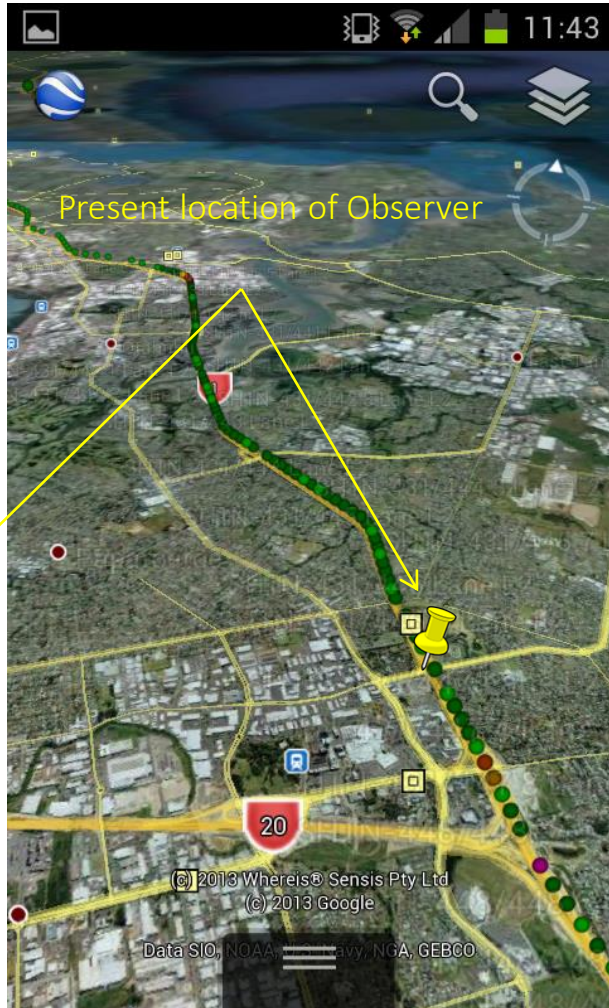 11:43
Present location of Observer
20
(c) 2013 Whereis® Sensis Pty Ltd
(c) 2013 Google
Data SIO, NOAA, U.S. Navy, NGA, GEBCO